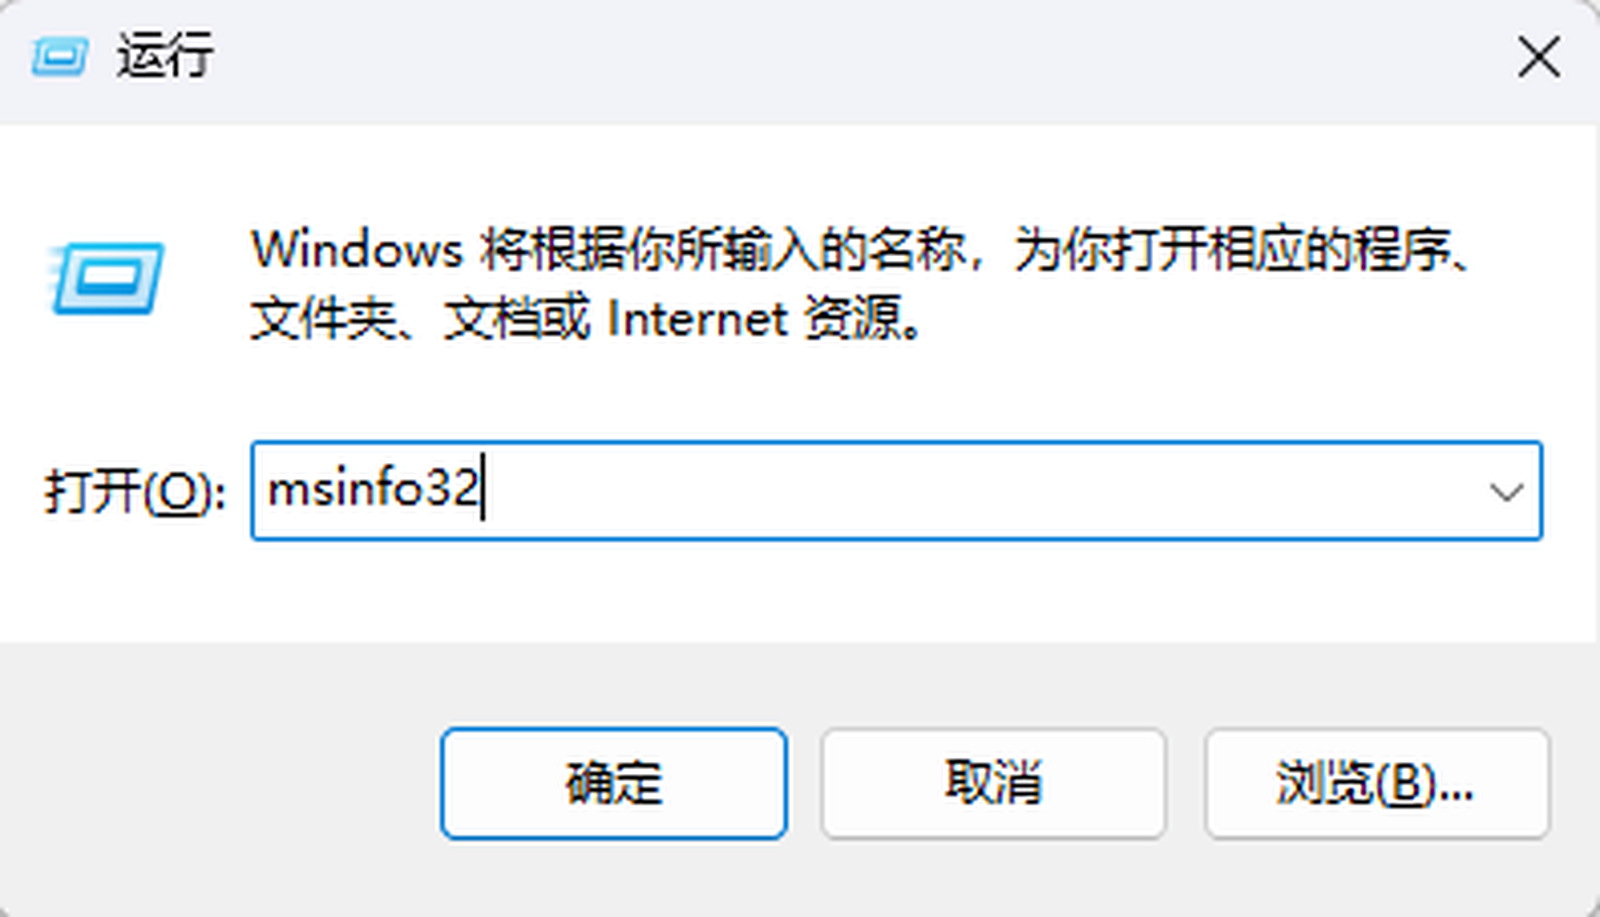 运行
Windows 将根据你所输入的名称，为你打开相应的程序、
文件夹、文档或 Internet 资源。
打开(O): msinfo32
确定 取消 浏览(B)...